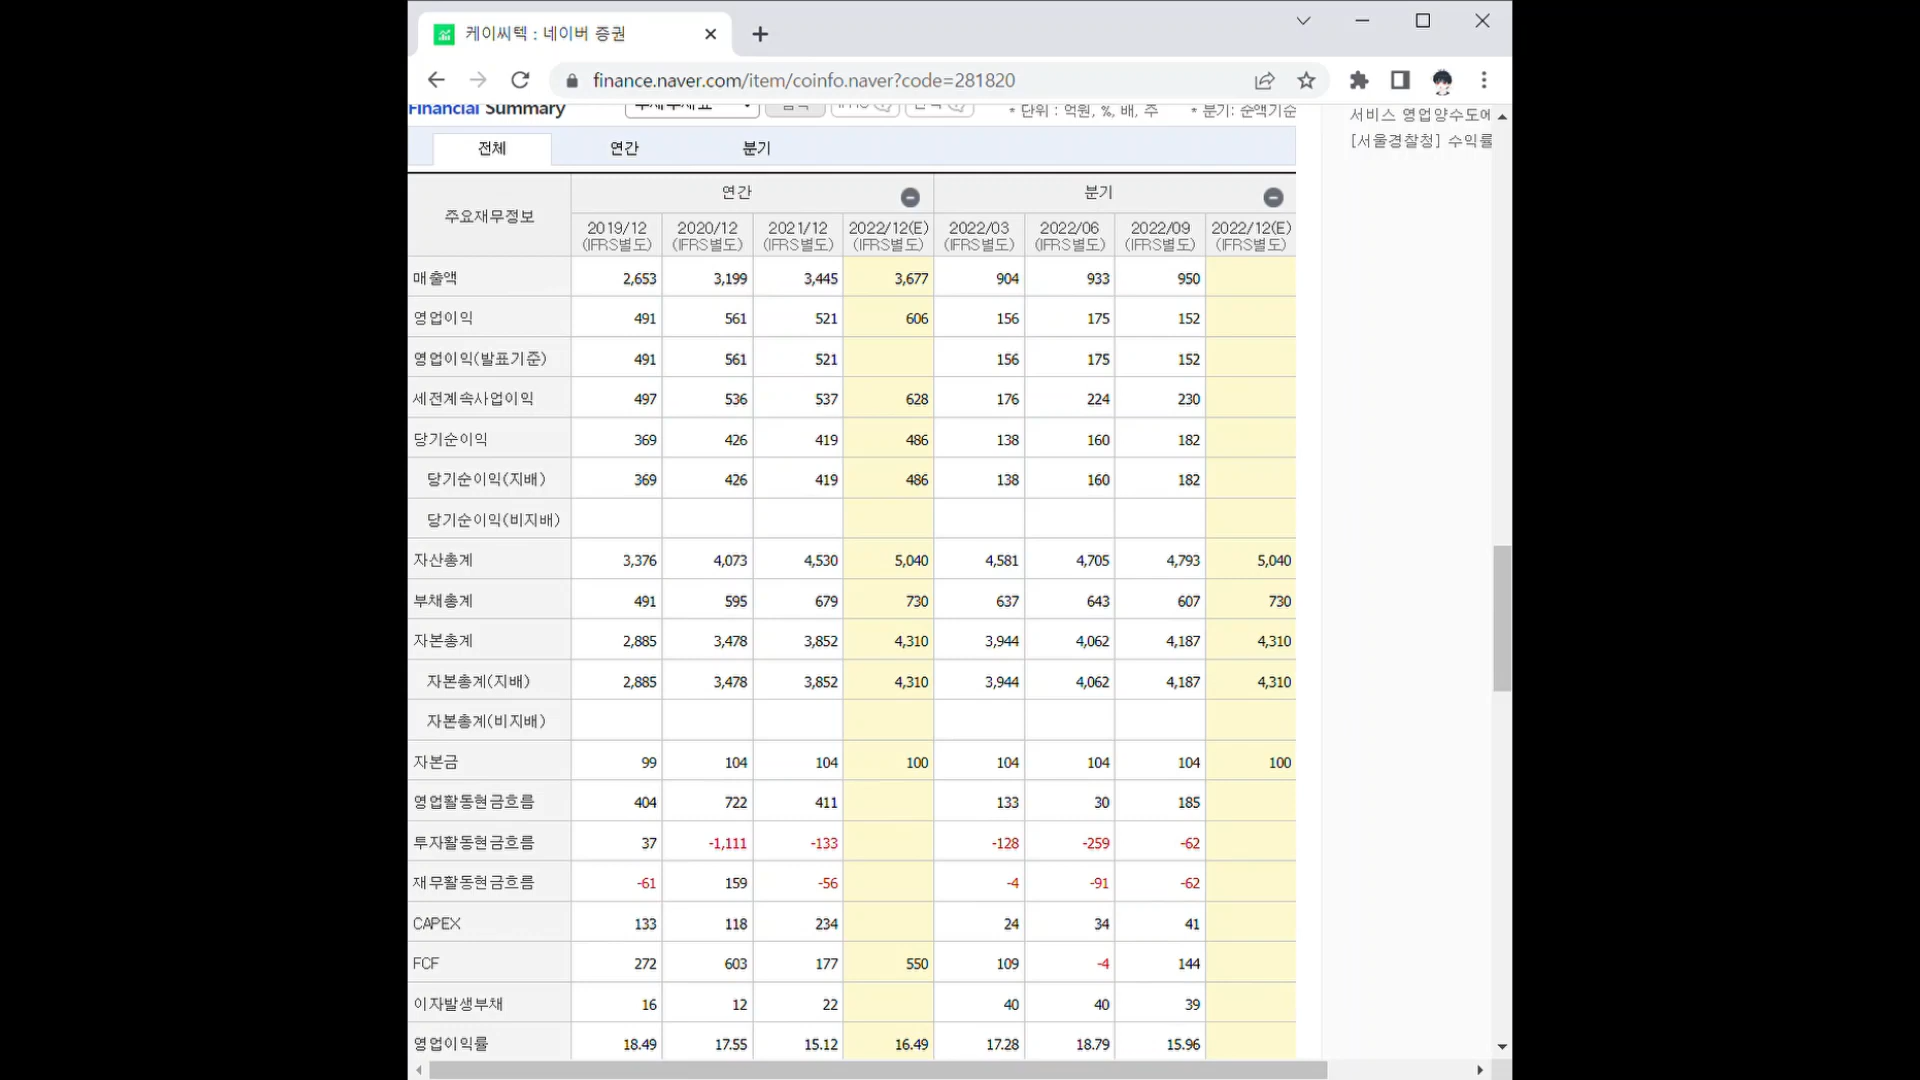 케이씨텍 : 네이버 증권
finance.naver.com/item/coinfo.naver?code=281820
Financial Summary
* 단위 : 억원, %, 배, 주 * 분기: 순액기준
서비스 영업양수도에
[서울경찰청] 수익률
전체 연간 분기
주요재무정보 연간 분기
2019/12 2020/12 2021/12 2022/12(E) 2022/03 2022/06 2022/09 2022/12(E)
(IFRS별도) (IFRS별도) (IFRS별도) (IFRS별도) (IFRS별도) (IFRS별도) (IFRS별도) (IFRS별도)
매출액 2,653 3,199 3,445 3,677 904 933 950
영업이익 491 561 521 606 156 175 152
영업이익(발표기준) 491 561 521 156 175 152
세전계속사업이익 497 536 537 628 176 224 230
당기순이익 369 426 419 486 138 160 182
당기순이익(지배) 369 426 419 486 138 160 182
당기순이익(비지배)
자산총계 3,376 4,073 4,530 5,040 4,581 4,705 4,793 5,040
부채총계 491 595 679 730 637 643 607 730
자본총계 2,885 3,478 3,852 4,310 3,944 4,062 4,187 4,310
자본총계(지배) 2,885 3,478 3,852 4,310 3,944 4,062 4,187 4,310
자본총계(비지배)
자본금 99 104 104 100 104 104 104 100
영업활동현금흐름 404 722 411 133 30 185
투자활동현금흐름 37 -1,111 -133 -128 -259 -62
재무활동현금흐름 -61 159 -56 -4 -91 -62
CAPEX 133 118 234 24 34 41
FCF 272 603 177 550 109 -4 144
이자발생부채 16 12 22 40 40 39
영업이익률 18.49 17.55 15.12 16.49 17.28 18.79 15.96